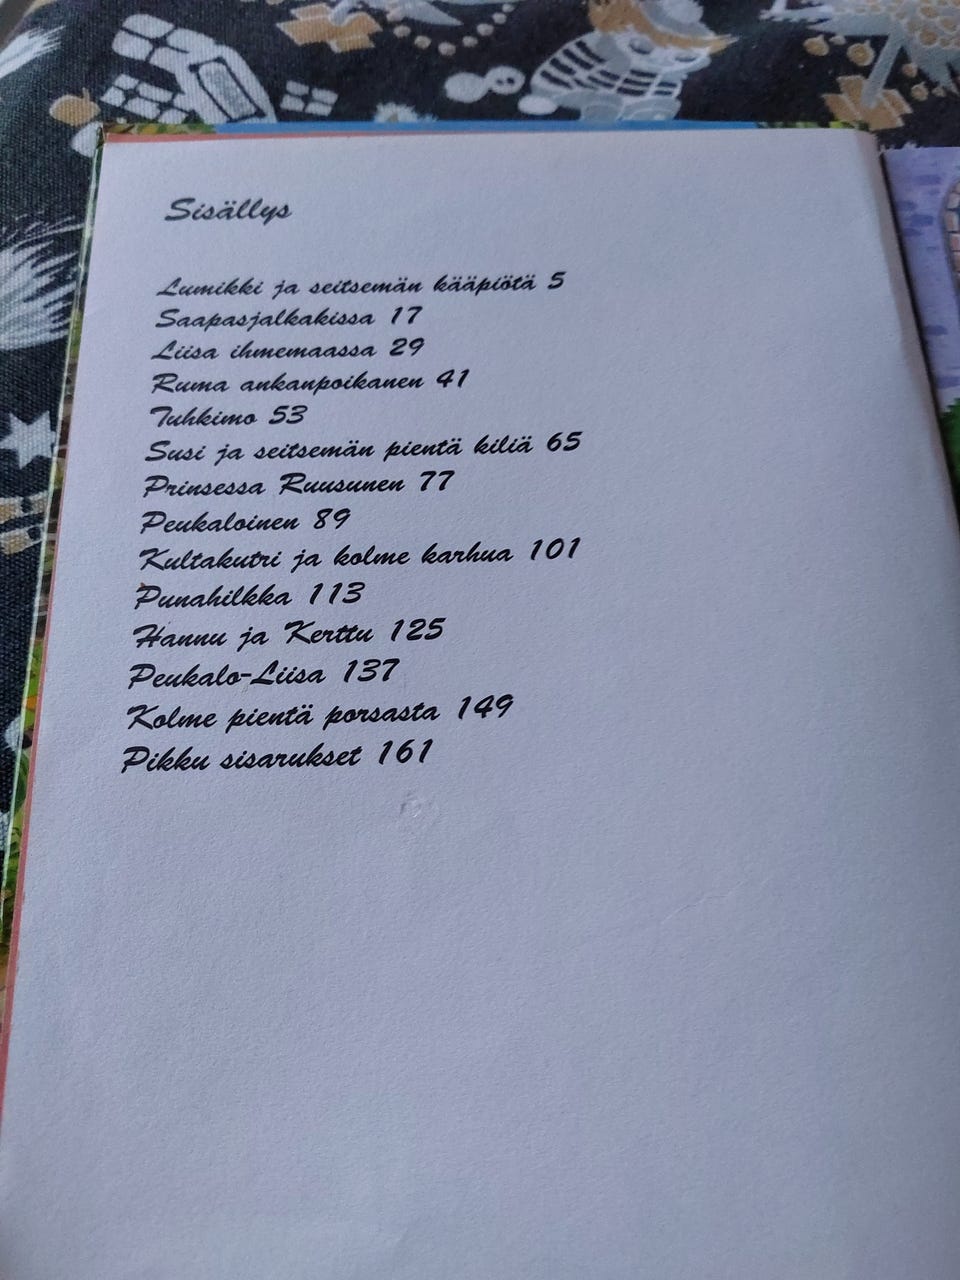 Sisällys
Lumikki ja seitsemän kääpiötä 5
Saapasjalkakissa 17
Liisa ihmemaassa 29
Ruma ankanpoikanen 41
Tuhkimo 53
Susi ja seitsemän pientä kiliä 65
Prinsessa Ruusunen 77
Peukaloinen 89
Kultakutri ja kolme karhua 101
Punahilkka 113
Hannu ja Kerttu 125
Peukalo-Liisa 137
Kolme pientä porsasta 149
Pikku sisarukset 161